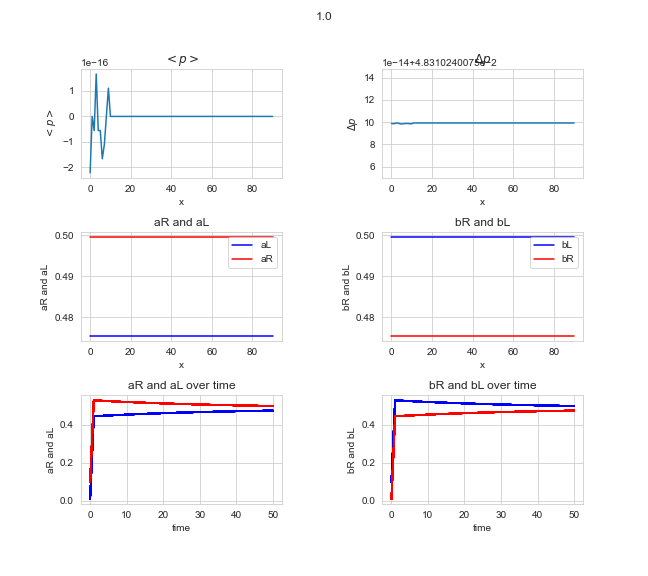 1.0
<p>
Δp
1e−16
1e−14+4.8310240075e−2
<p>
1
0
−1
−2
0 20 40 60 80
x
Δp
14
12
10
8
6
0 20 40 60 80
x
aR and aL
bR and bL
aR and aL
0.50
0.49
0.48
aL
aR
0 20 40 60 80
x
bR and bL
0.50
0.49
0.48
bL
bR
0 20 40 60 80
x
aR and aL over time
bR and bL over time
aR and aL
0.4
0.2
0.0
0 10 20 30 40 50
time
bR and bL
0.4
0.2
0.0
0 10 20 30 40 50
time